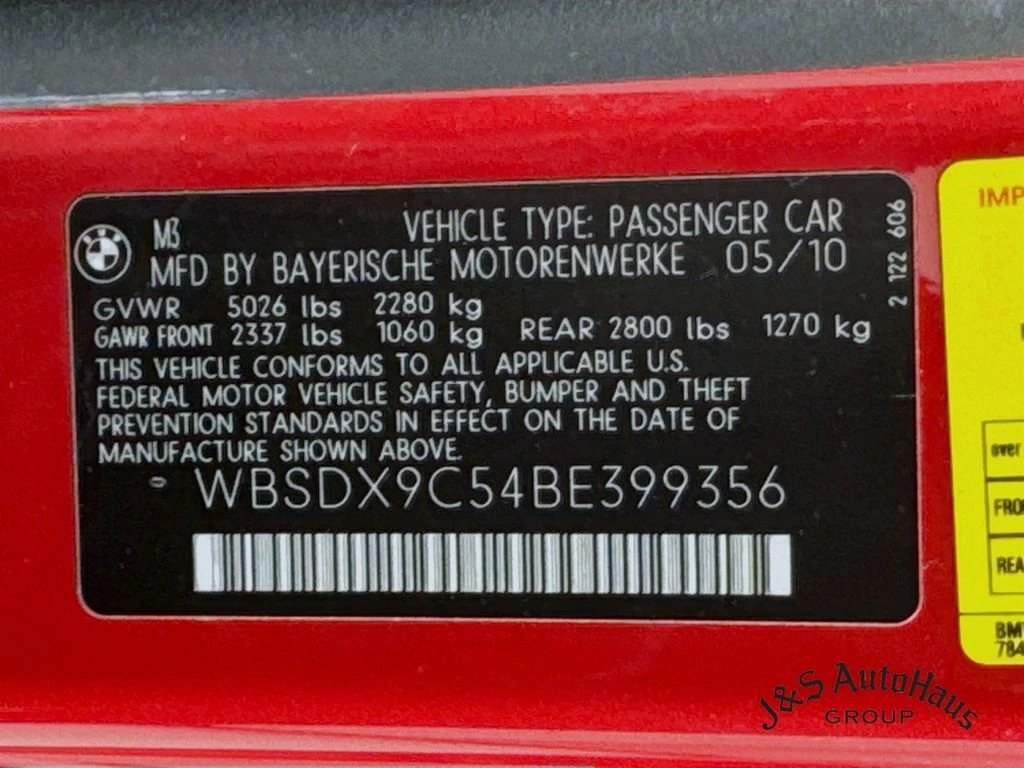 M3 VEHICLE TYPE: PASSENGER CAR
MFD BY BAYERISCHE MOTORENWERKE 05/10
2 122 606
GVWR 5026 lbs 2280 kg
GAWR FRONT 2337 lbs 1060 kg REAR 2800 lbs 1270 kg
THIS VEHICLE CONFORMS TO ALL APPLICABLE U.S.
FEDERAL MOTOR VEHICLE SAFETY, BUMPER AND THEFT
PREVENTION STANDARDS IN EFFECT ON THE DATE OF
MANUFACTURE SHOWN ABOVE.
WBSDX9C54BE399356
IMP
over
FRO
REA
BM
784
J&S AutoHaus
GROUP